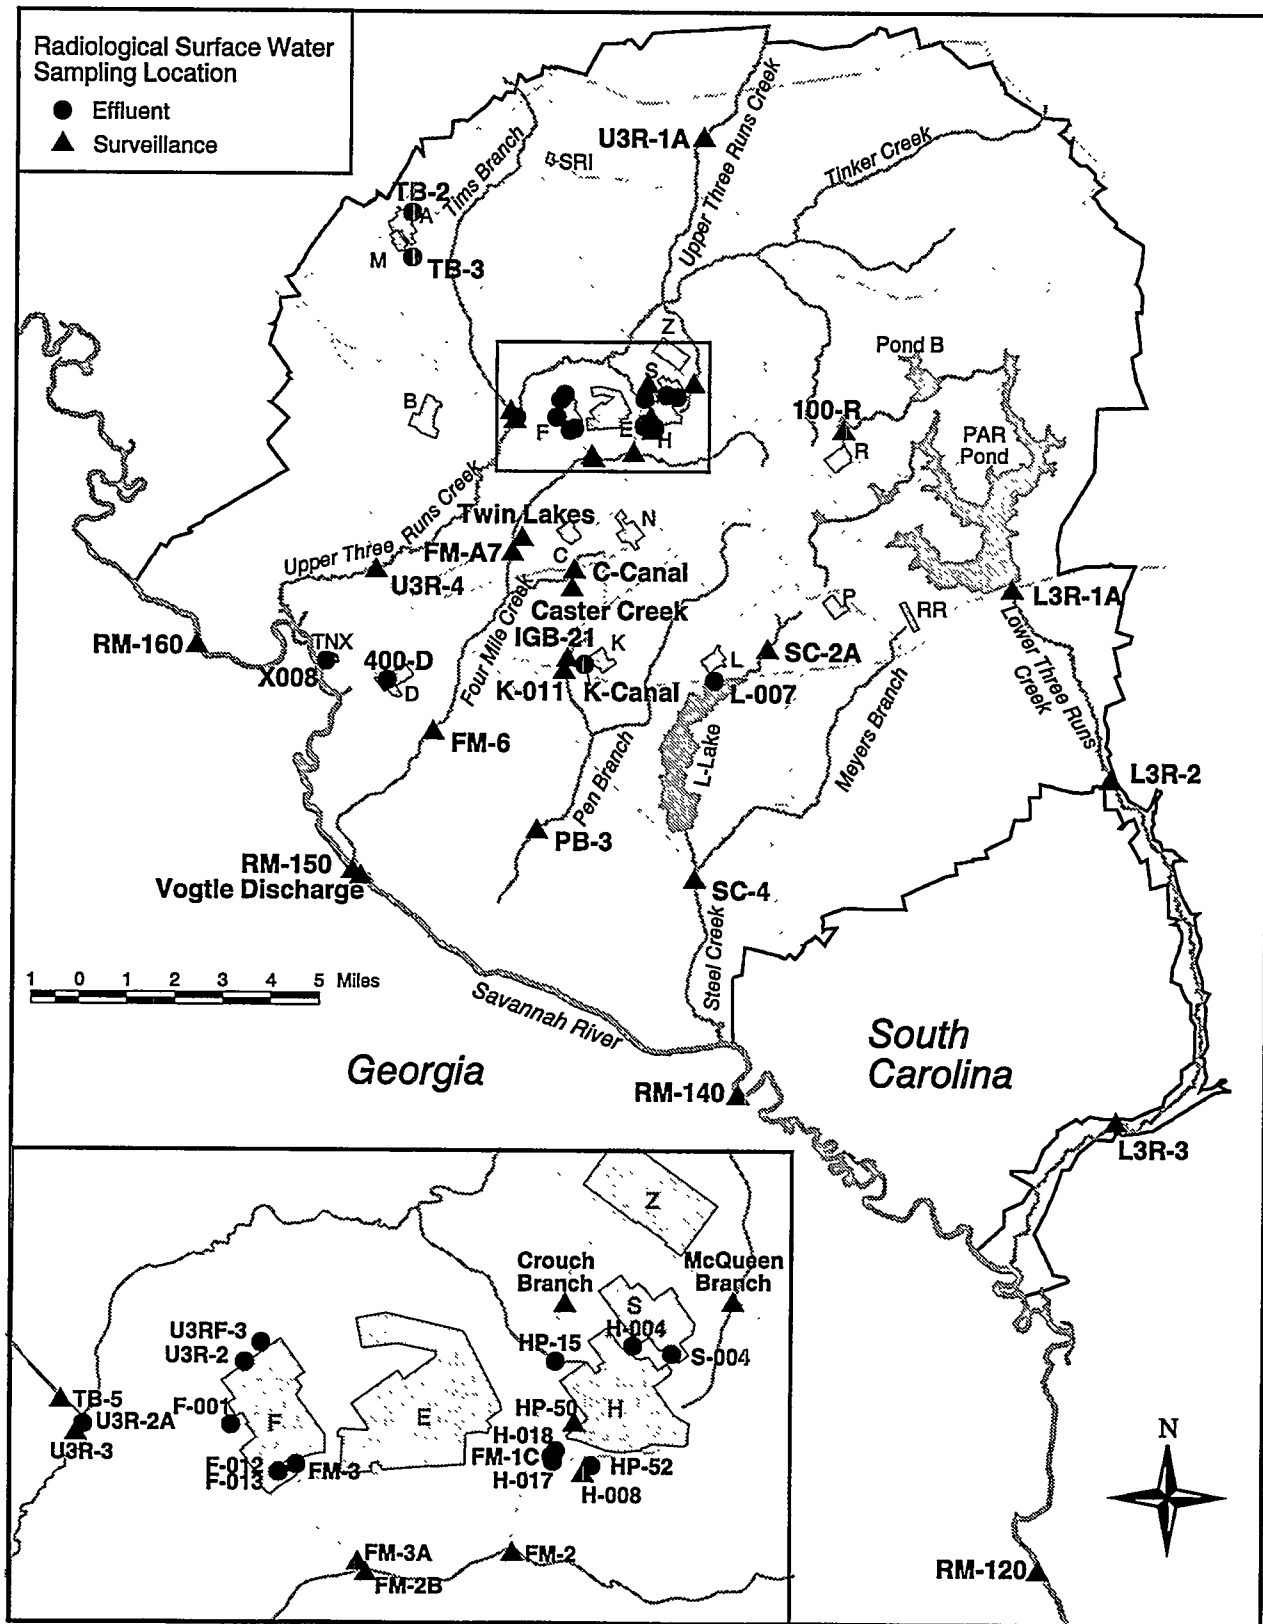 Radiological Surface Water
Sampling Location
Effluent
Surveillance
U3R-1A
Upper Three Runs Creek
Tinker Creek
SRI
Tims Branch
TB-2
A
M
TB-3
Z
S
Pond B
B
F
E
H
100-R
R
PAR
Pond
Upper Three Runs Creek
Twin Lakes
N
FM-A7
C
C-Canal
U3R-4
Caster Creek
P
RR
L3R-1A
RM-160
TNX
X008
400-D
D
Four Mile Creek
IGB-21
K
K-011
K-Canal
L
SC-2A
L-007
Lower Three Runs
Creek
FM-6
Pen Branch
L-Lake
Meyers Branch
L3R-2
PB-3
RM-150
Vogtle Discharge
SC-4
Steel Creek
1 0 1 2 3 4 5 Miles
Savannah River
Georgia
South
Carolina
RM-140
L3R-3
Z
Crouch
Branch
McQueen
Branch
S
H-004
U3RF-3
U3R-2
HP-15
S-004
TB-5
U3R-2A
U3R-3
F-001
F
E
HP-50
H
H-018
FM-1C
H-017
HP-52
H-008
F-012
F-013
FM-3
FM-3A
FM-2B
FM-2
N
RM-120